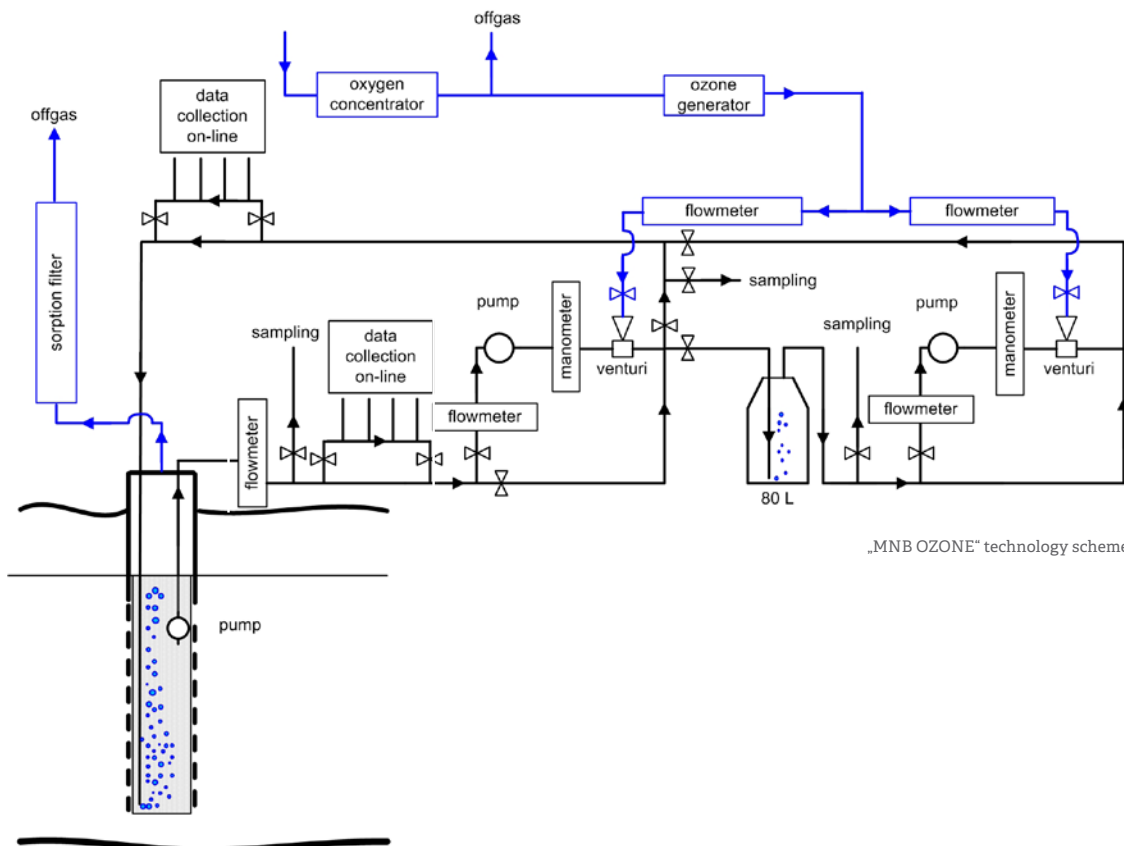 offgas
oxygen
concentrator
ozone
generator
data
collection
on-line
offgas
flowmeter
flowmeter
sorption filter
sampling
pump
manometer
venturi
sampling
data
collection
on-line
flowmeter
flowmeter
pump
manometer
venturi
sampling
flowmeter
80 L
„MNB OZONE“ technology scheme
pump